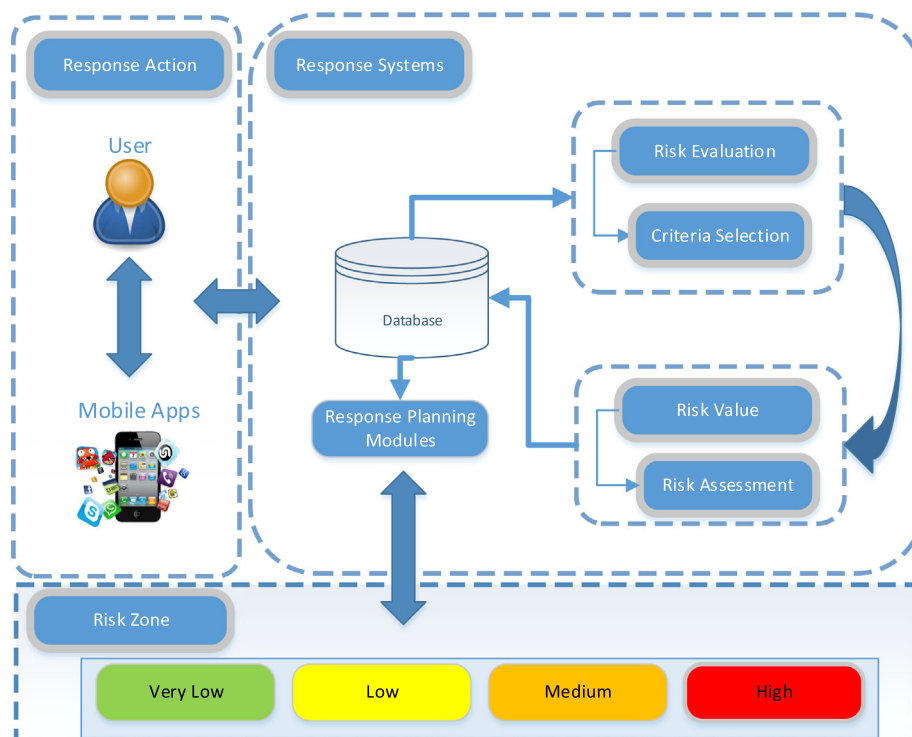 Response Action
Response Systems
User
Risk Evaluation
Criteria Selection
Database
Mobile Apps
Response Planning
Modules
Risk Value
Risk Assessment
Risk Zone
Very Low
Low
Medium
High